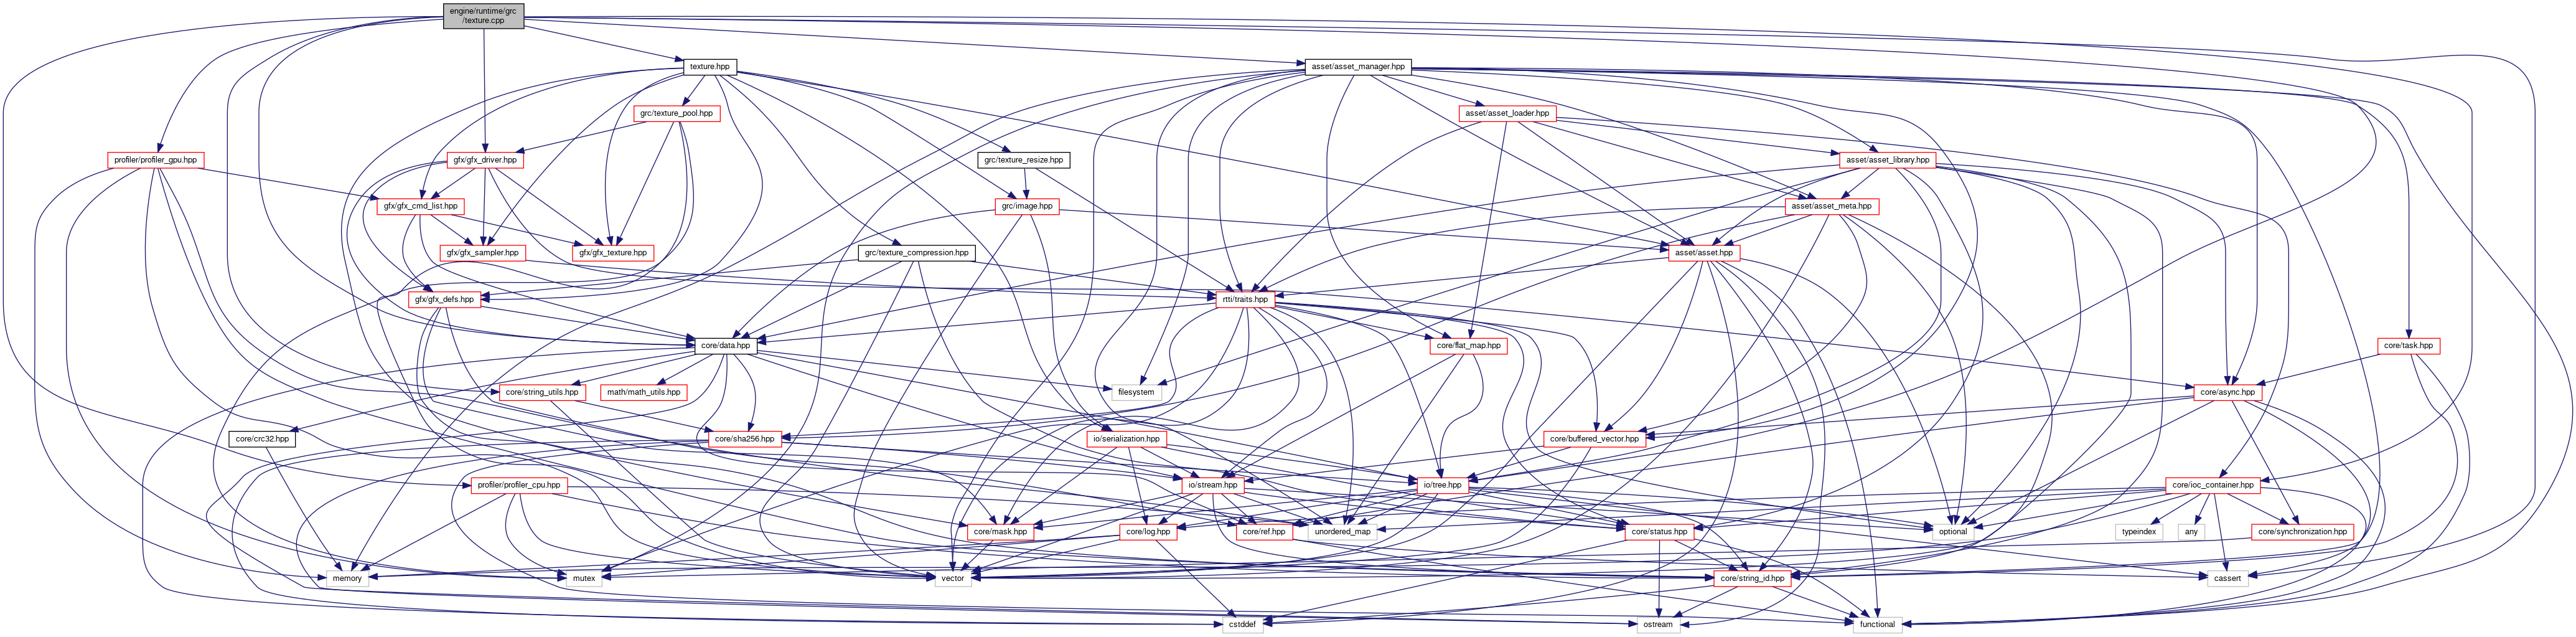 engine/runtime/grc
/texture.cpp
texture.hpp
asset/asset_manager.hpp
grc/texture_pool.hpp
asset/asset_loader.hpp
profiler/profiler_gpu.hpp
gfx/gfx_driver.hpp
grc/texture_resize.hpp
asset/asset_library.hpp
gfx/gfx_cmd_list.hpp
grc/image.hpp
asset/asset_meta.hpp
gfx/gfx_sampler.hpp
gfx/gfx_texture.hpp
grc/texture_compression.hpp
asset/asset.hpp
gfx/gfx_defs.hpp
rtti/traits.hpp
core/data.hpp
core/flat_map.hpp
core/task.hpp
core/string_utils.hpp
math/math_utils.hpp
filesystem
core/async.hpp
core/crc32.hpp
core/sha256.hpp
io/serialization.hpp
core/buffered_vector.hpp
profiler/profiler_cpu.hpp
io/stream.hpp
io/tree.hpp
core/ioc_container.hpp
core/mask.hpp
core/log.hpp
core/ref.hpp
unordered_map
core/status.hpp
optional
typeindex
any
core/synchronization.hpp
memory
mutex
vector
core/string_id.hpp
cassert
cstddef
ostream
functional